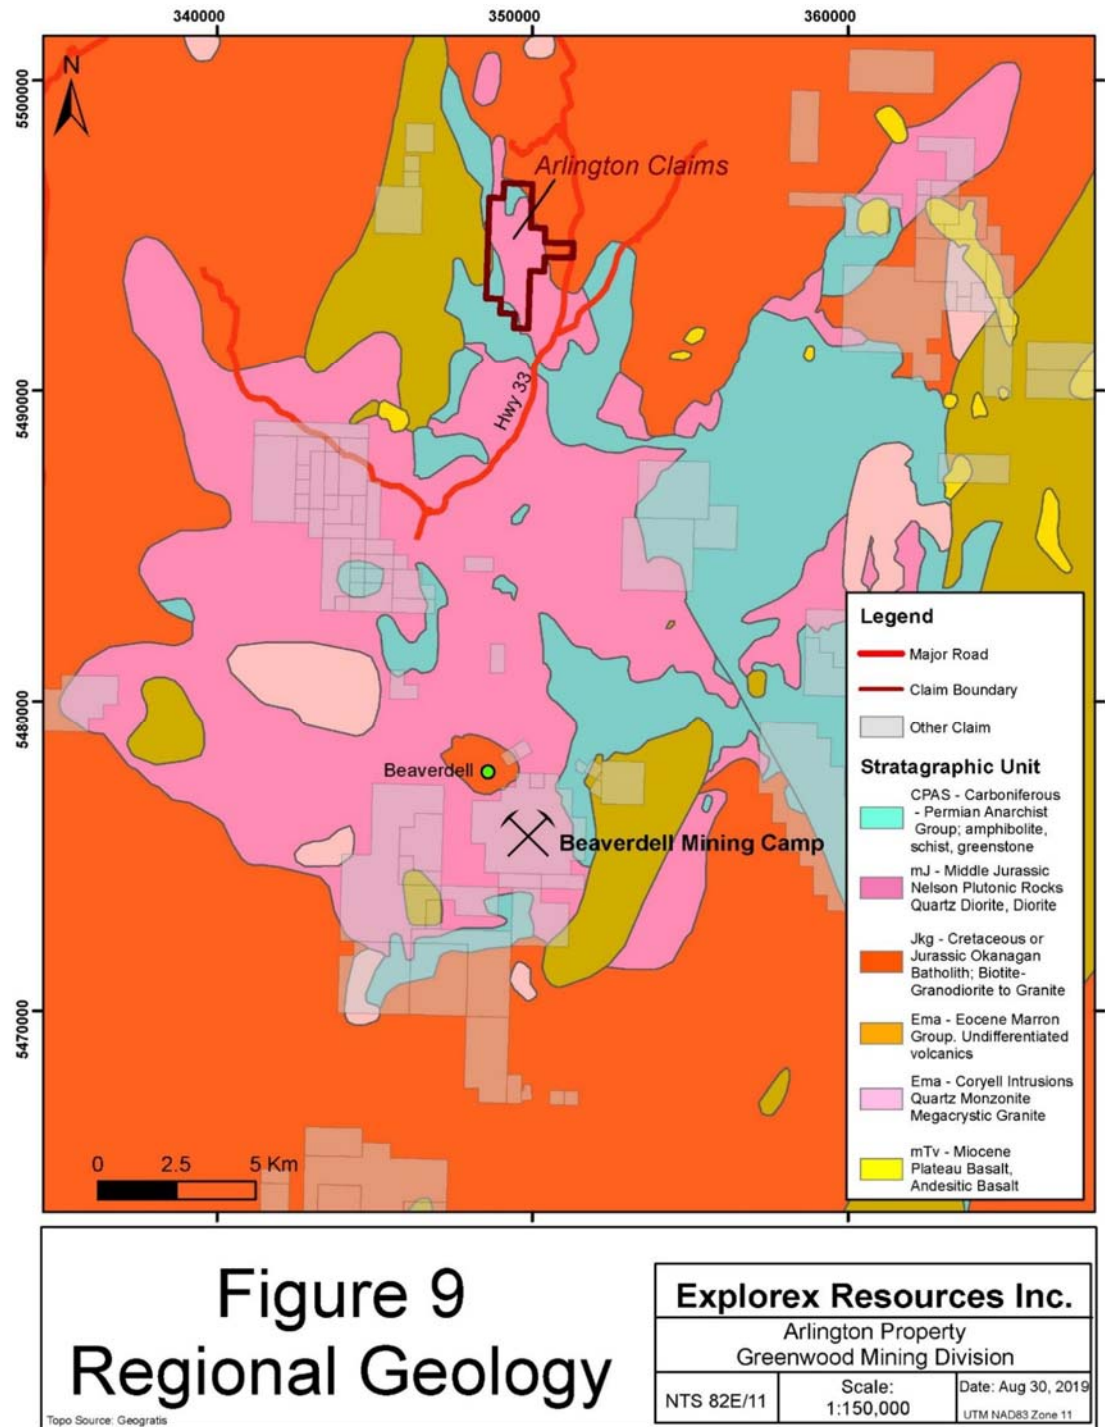 340000
350000
360000
5500000
5490000
5480000
5470000
N
Arlington Claims
Hwy 33
Beaverdell
Beaverdell Mining Camp
0 2.5 5 Km
Legend
Major Road
Claim Boundary
Other Claim
Stratagraphic Unit
CPAS - Carboniferous
- Permian Anarchist
Group; amphibolite,
schist, greenstone
mJ - Middle Jurassic
Nelson Plutonic Rocks
Quartz Diorite, Diorite
Jkg - Cretaceous or
Jurassic Okanagan
Batholith; Biotite-
Granodiorite to Granite
Ema - Eocene Marron
Group. Undifferentiated
volcanics
Ema - Coryell Intrusions
Quartz Monzonite
Megacrystic Granite
mTv - Miocene
Plateau Basalt,
Andesitic Basalt
Figure 9
Regional Geology
Topo Source: Geogratis
Explorex Resources Inc.
Arlington Property
Greenwood Mining Division
NTS 82E/11
Scale:
1:150,000
Date: Aug 30, 2019
UTM NAD83 Zone 11